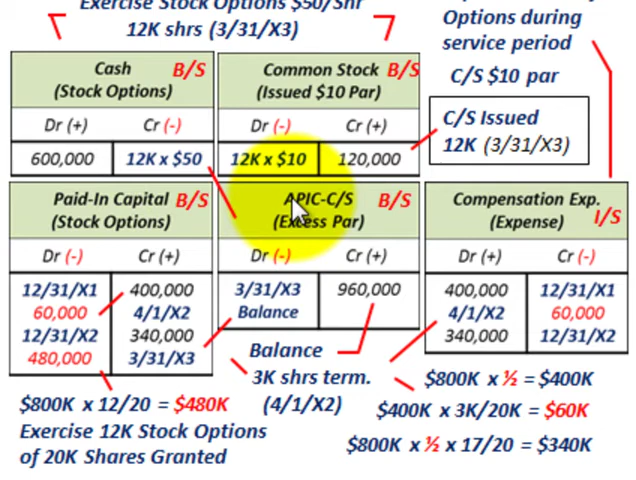 Exercise Stock Options $50/Shr
12K shrs (3/31/X3)
Options during
service period
C/S $10 par
C/S Issued
12K (3/31/X3)
Cash B/S
(Stock Options)
Dr (+) Cr (-)
600,000 12K x $50
Common Stock B/S
(Issued $10 Par)
Dr (-) Cr (+)
12K x $10 120,000
Paid-In Capital B/S
(Stock Options)
Dr (-) Cr (+)
12/31/X1 400,000
60,000 4/1/X2
12/31/X2 340,000
480,000 3/31/X3
APIC-C/S B/S
(Excess Par)
Dr (-) Cr (+)
3/31/X3 960,000
Balance
Compensation Exp.
(Expense) I/S
Dr (+) Cr (-)
400,000 12/31/X1
4/1/X2 60,000
340,000 12/31/X2
Balance
3K shrs term.
(4/1/X2)
$800K x 12/20 = $480K
Exercise 12K Stock Options
of 20K Shares Granted
$800K x ½ = $400K
$400K x 3K/20K = $60K
$800K x ½ x 17/20 = $340K